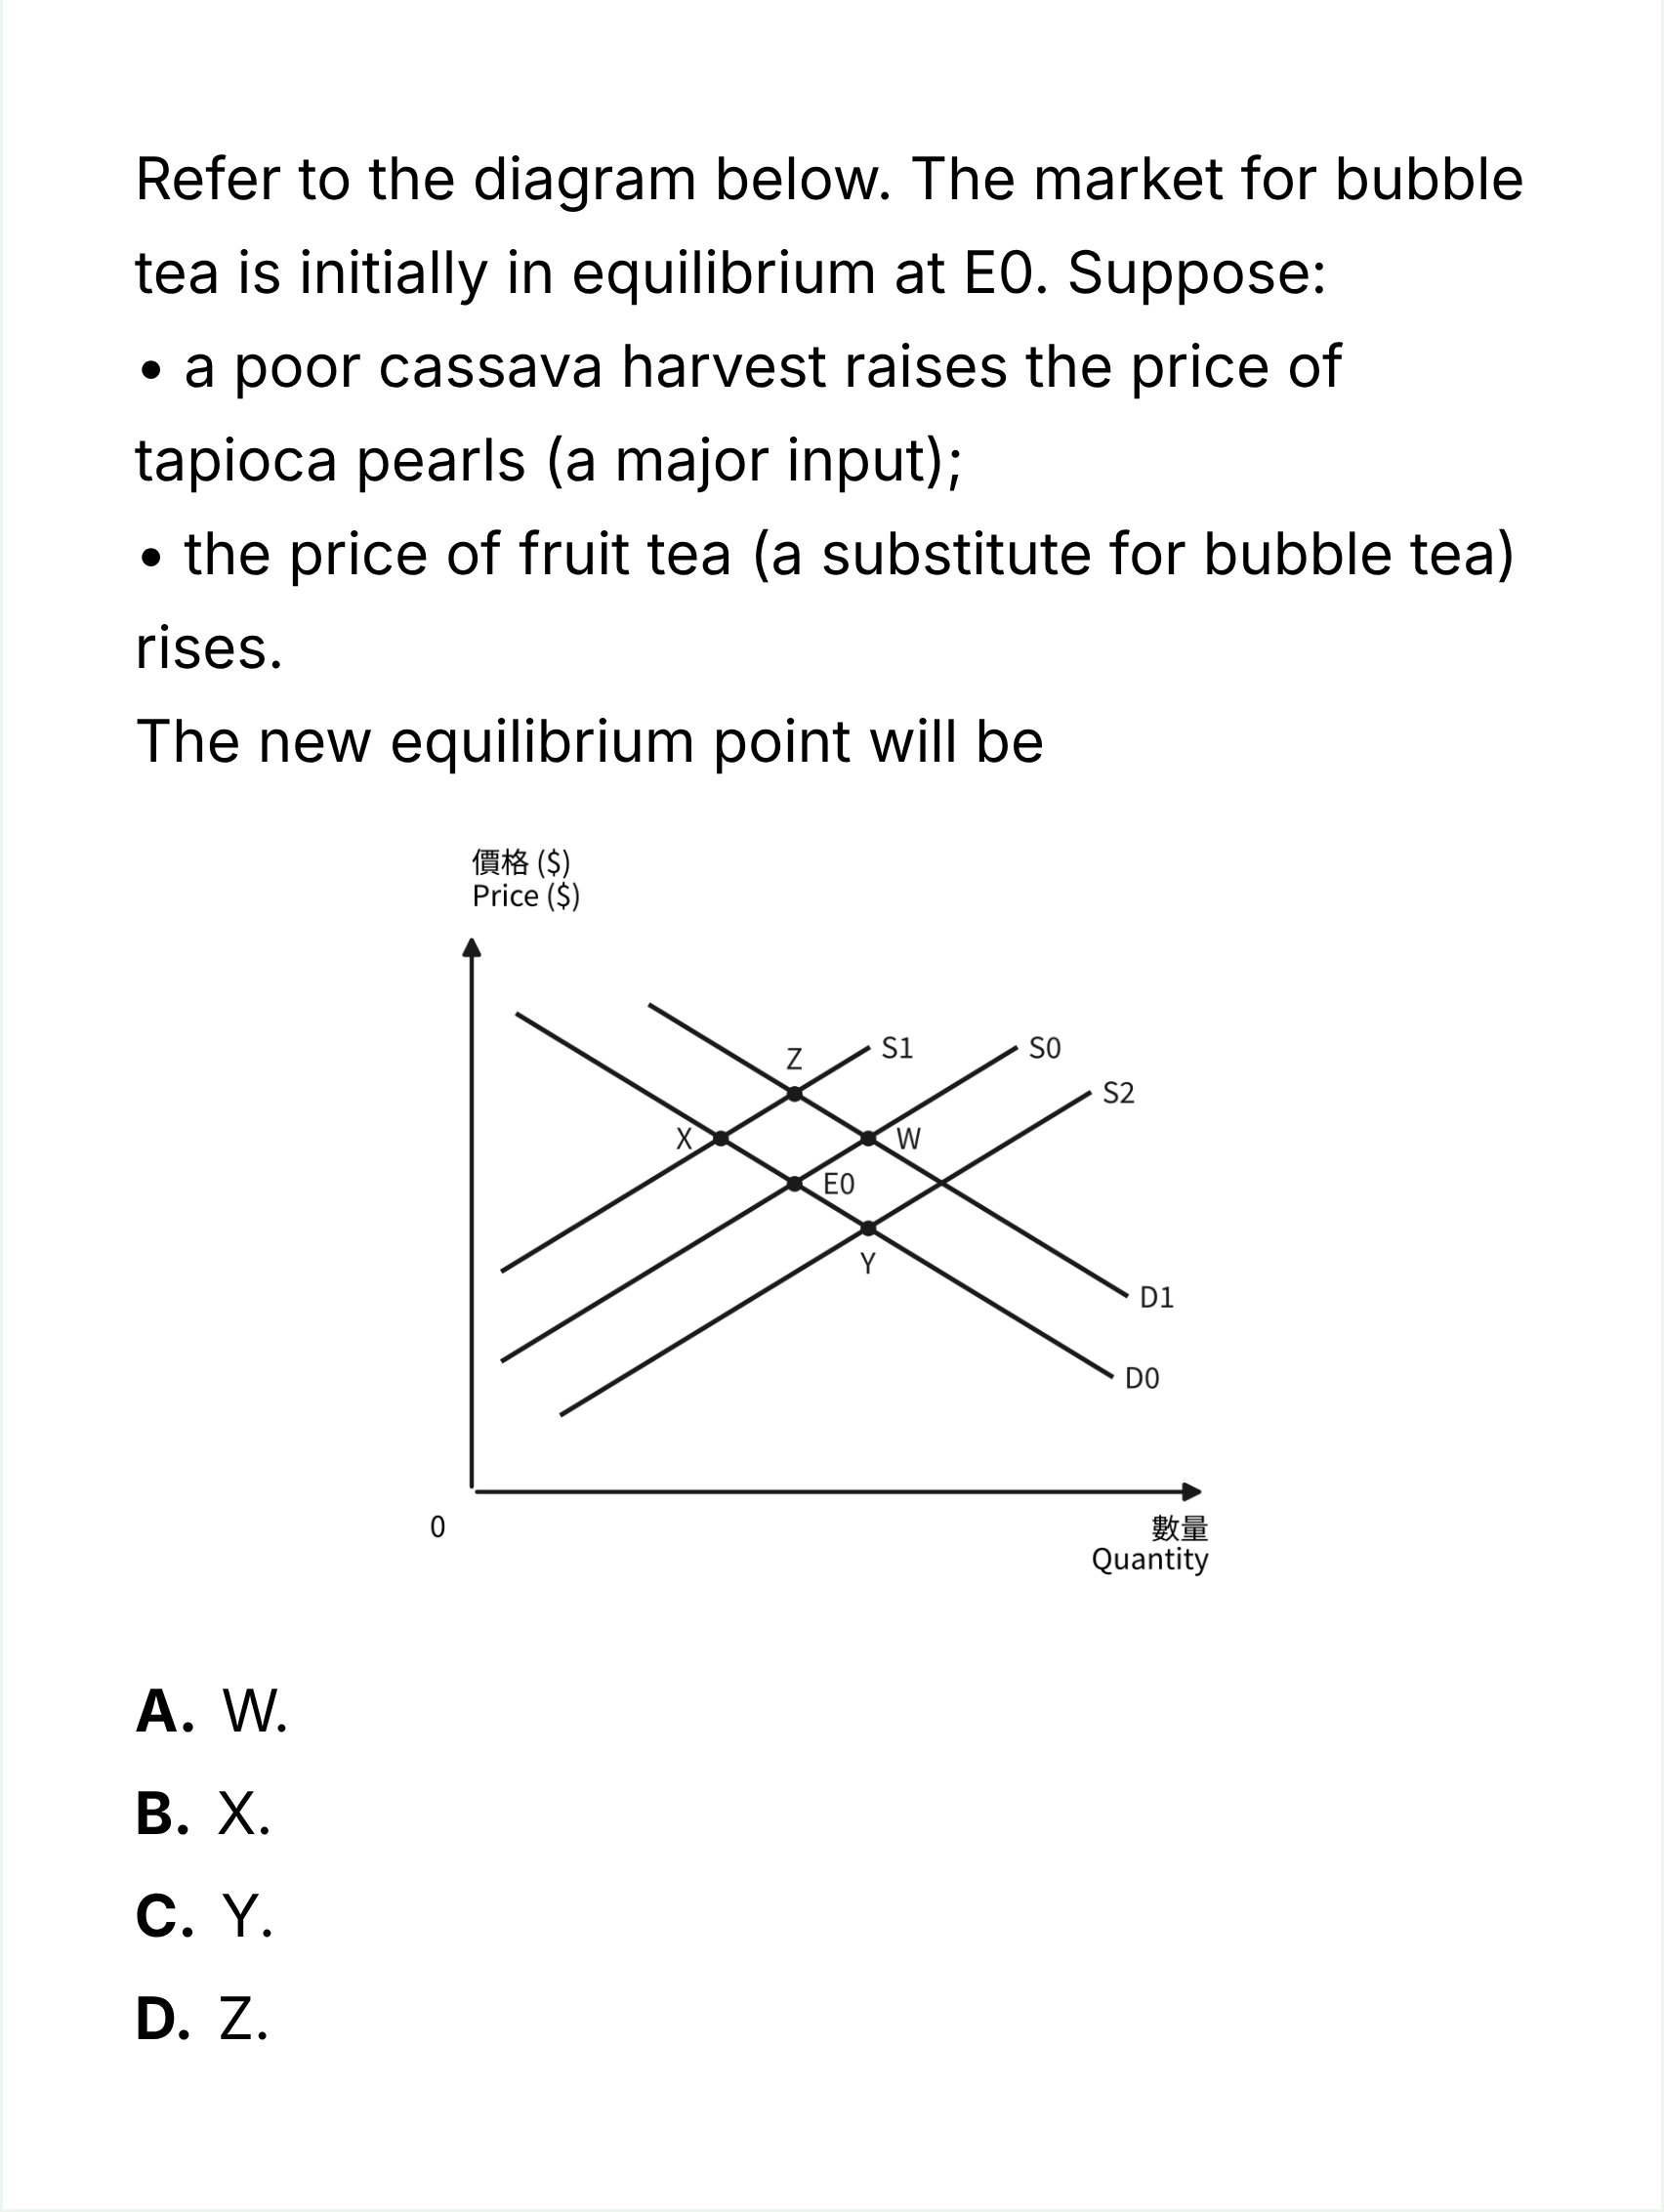 Refer to the diagram below. The market for bubble
tea is initially in equilibrium at E0. Suppose:
• a poor cassava harvest raises the price of
tapioca pearls (a major input);
• the price of fruit tea (a substitute for bubble tea)
rises.
The new equilibrium point will be
價格 ($)
Price ($)
S1
S0
Z
S2
X
W
E0
Y
D1
D0
0
數量
Quantity
A. W.
B. X.
C. Y.
D. Z.